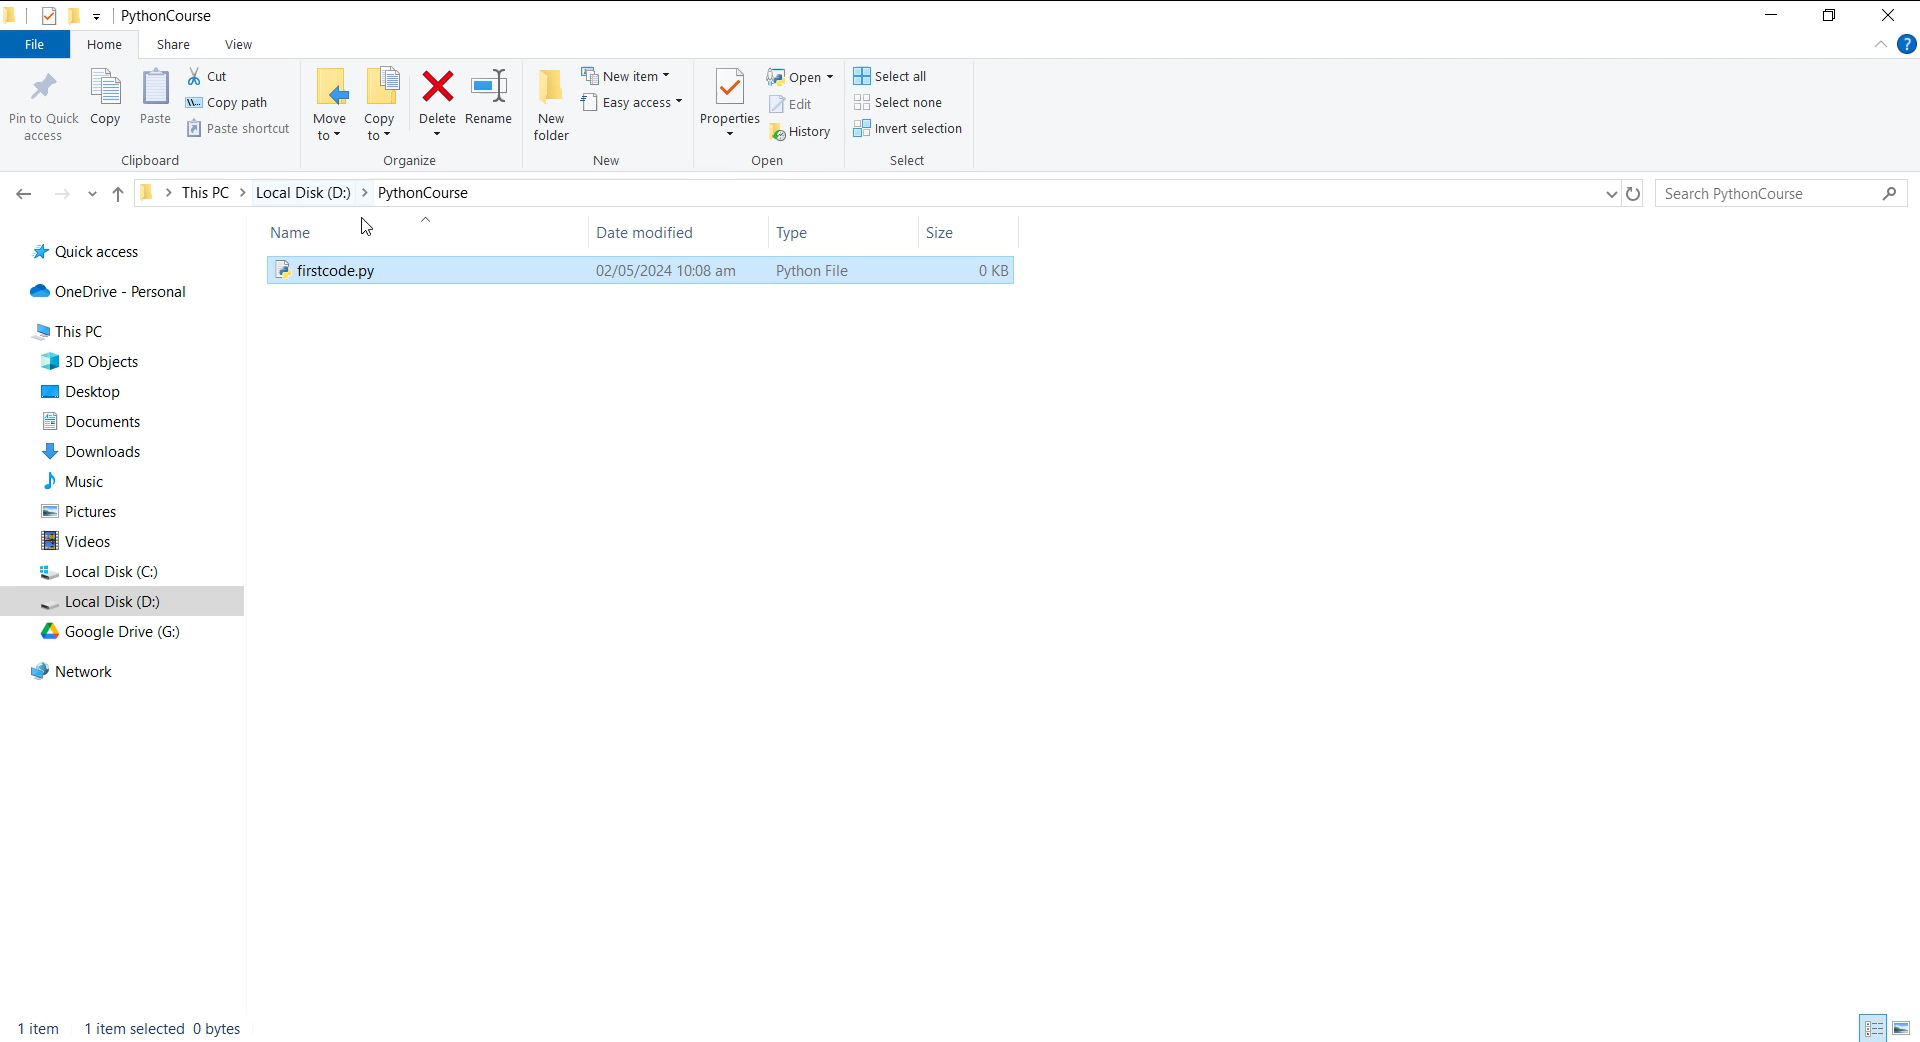 PythonCourse
File Home Share View
Pin to Quick access
Copy
Paste
Cut
Copy path
Paste shortcut
Clipboard
Move to
Copy to
Delete
Rename
Organize
New folder
New item
Easy access
New
Properties
Open
Edit
History
Open
Select all
Select none
Invert selection
Select
This PC > Local Disk (D:) > PythonCourse
Search PythonCourse
Name Date modified Type Size
firstcode.py 02/05/2024 10:08 am Python File 0 KB
Quick access
OneDrive - Personal
This PC
3D Objects
Desktop
Documents
Downloads
Music
Pictures
Videos
Local Disk (C:)
Local Disk (D:)
Google Drive (G:)
Network
1 item 1 item selected 0 bytes